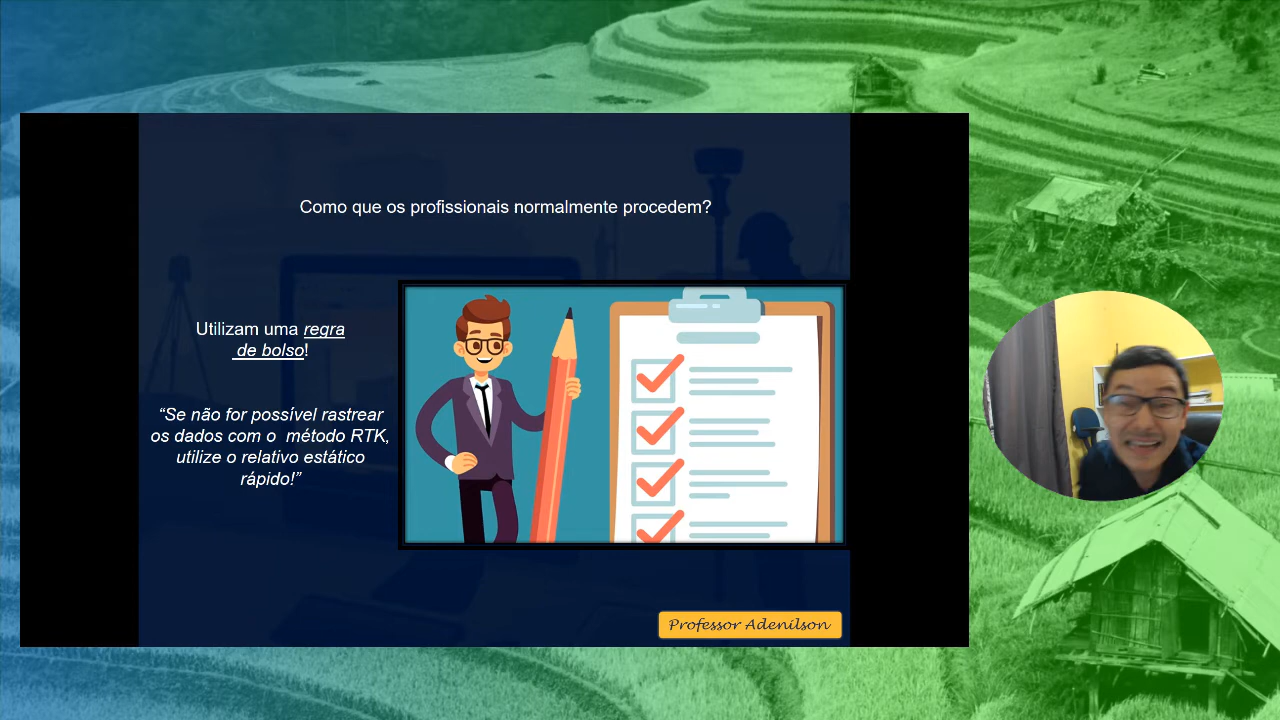 Como que os profissionais normalmente procedem?
Utilizam uma regra
de bolso!
“Se não for possível rastrear
os dados com o método RTK,
utilize o relativo estático
rápido!”
Professor Adenilson